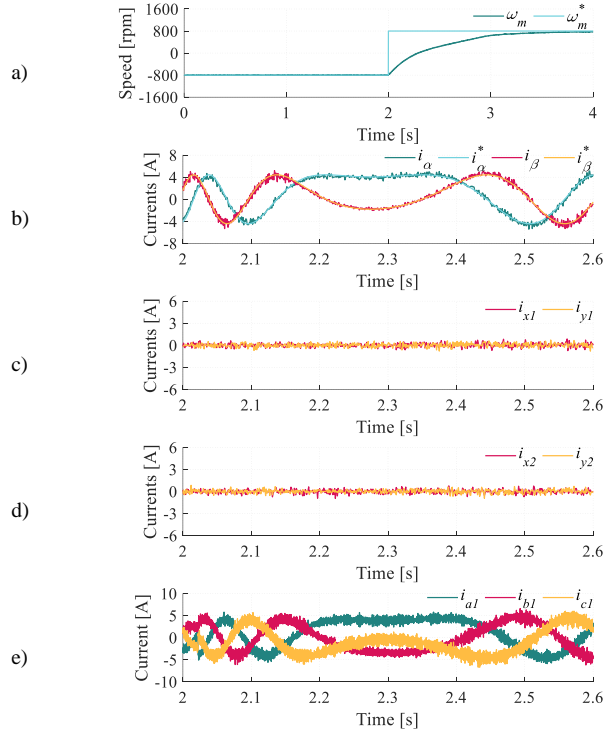 1600
800
0
-800
-1600
Speed [rpm]
ω_m ω_m^*
0 1 2 3 4
Time [s]
a)
8
4
0
-4
-8
Currents [A]
i_α i_α^* i_β i_β^*
2 2.1 2.2 2.3 2.4 2.5 2.6
Time [s]
b)
6
3
0
-3
-6
Currents [A]
i_x1 i_y1
2 2.1 2.2 2.3 2.4 2.5 2.6
Time [s]
c)
6
3
0
-3
-6
Currents [A]
i_x2 i_y2
2 2.1 2.2 2.3 2.4 2.5 2.6
Time [s]
d)
10
5
0
-5
-10
Current [A]
i_a1 i_b1 i_c1
2 2.1 2.2 2.3 2.4 2.5 2.6
Time [s]
e)